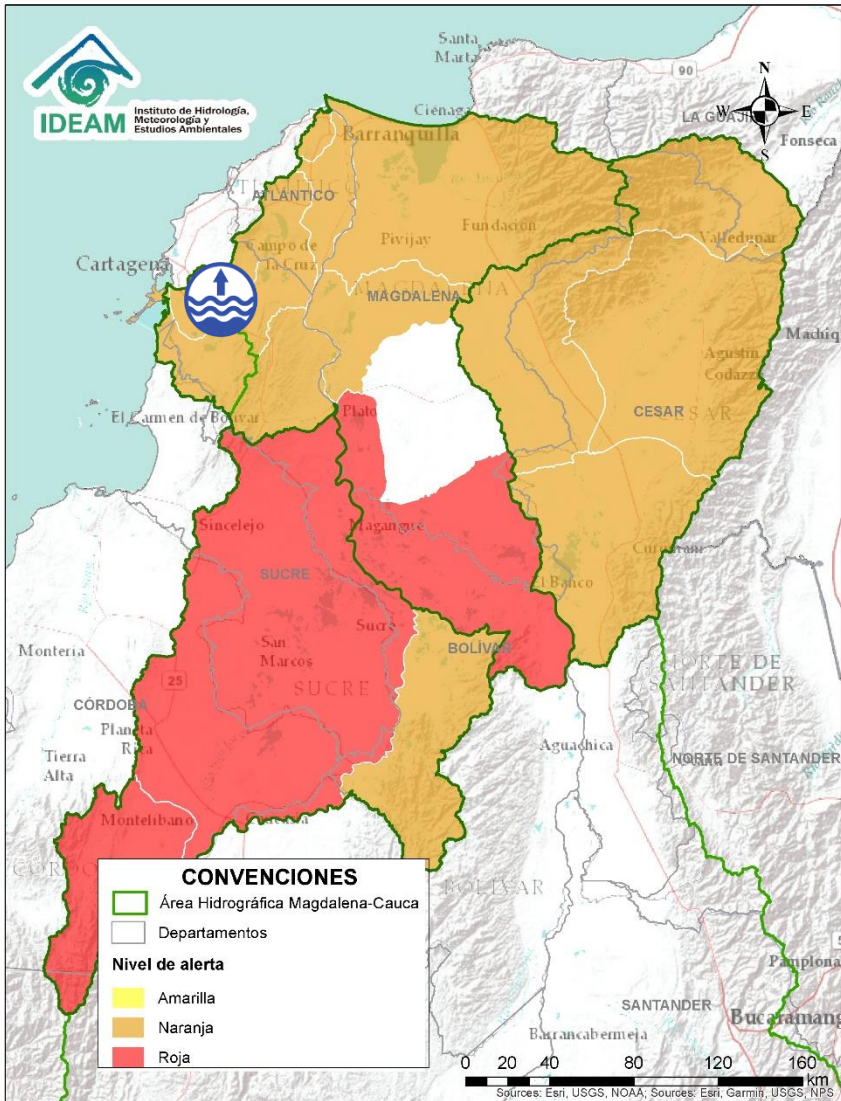 IDEAM
Instituto de Hidrología,
Meteorología y
Estudios Ambientales
Santa
Marta
90
N
W
E
S
Ciénaga
LA GUAJIR
Fonseca
Barranquilla
ATLÁNTICO
Valledupar
Fundación
Pivijay
Campo de
la Cruz
Cartagena
MAGDALENA
Machiq
Agustín
Codazzi
CESAR
El Carmen de Bolívar
Plato
Sincelejo
Magangué
Curumaní
SUCRE
El Banco
Sucre
BOLÍVAR
San
Marcos
Montería
25
SUCRE
NORTE DE
SANTANDER
CÓRDOBA
Planeta
Rica
Aguachica
Tierra
Alta
NORTE DE SANTANDER
Montelíbano
BOLÍVAR
CONVENCIONES
Área Hidrográfica Magdalena-Cauca
Departamentos
Nivel de alerta
Amarilla
Naranja
Roja
Pamplona
SANTANDER
Bucaramang
Barrancabermeja
0 20 40 80 120 160
km
Sources: Esri, USGS, NOAA; Sources: Esri, Garmin, USGS, NPS